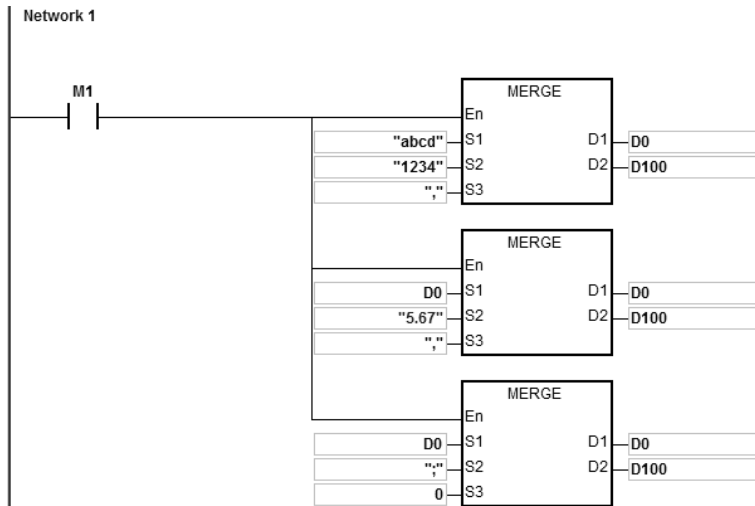 Network 1
M1
MERGE
En
"abcd" S1 D1 D0
"1234" S2 D2 D100
"," S3
MERGE
En
D0 S1 D1 D0
"5.67" S2 D2 D100
"," S3
MERGE
En
D0 S1 D1 D0
";" S2 D2 D100
0 S3